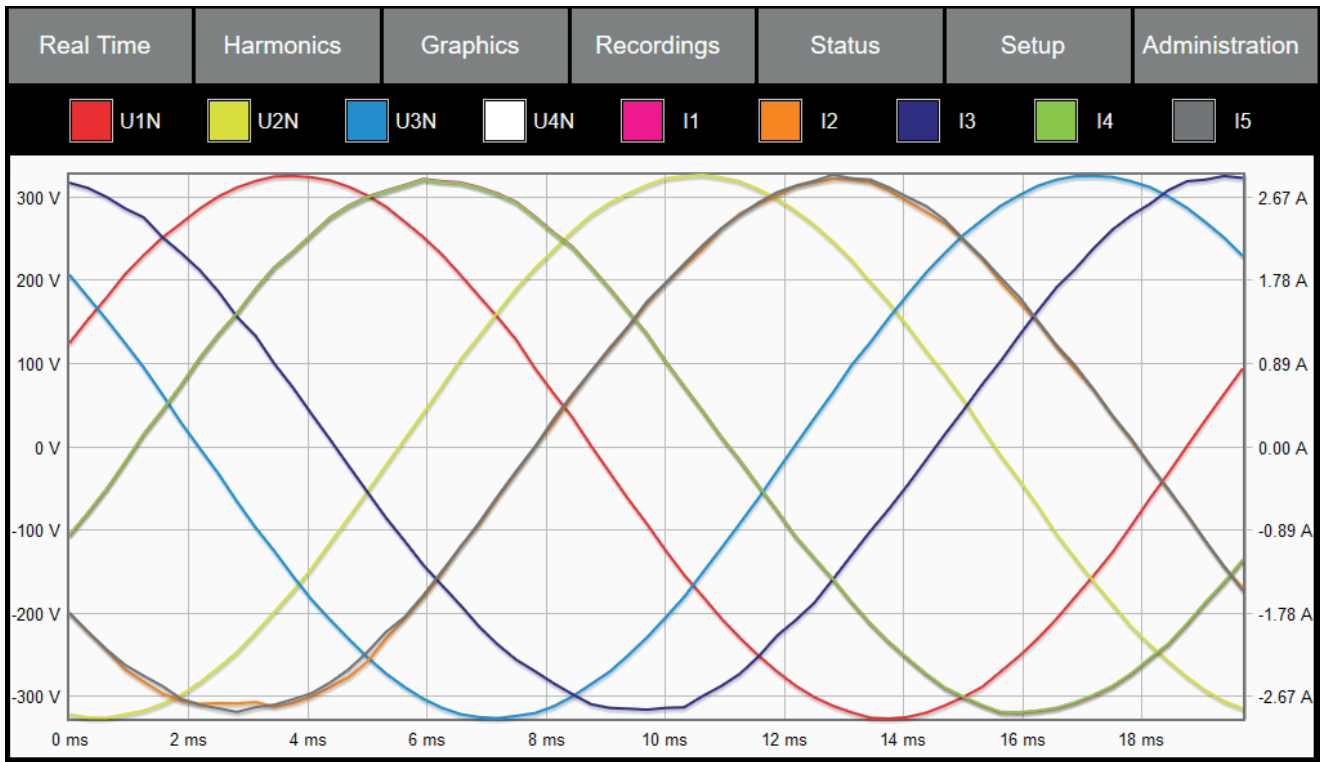 Real Time Harmonics Graphics Recordings Status Setup Administration
U1N U2N U3N U4N I1 I2 I3 I4 I5
300 V 2.67 A
200 V 1.78 A
100 V 0.89 A
0 V 0.00 A
-100 V -0.89 A
-200 V -1.78 A
-300 V -2.67 A
0 ms 2 ms 4 ms 6 ms 8 ms 10 ms 12 ms 14 ms 16 ms 18 ms